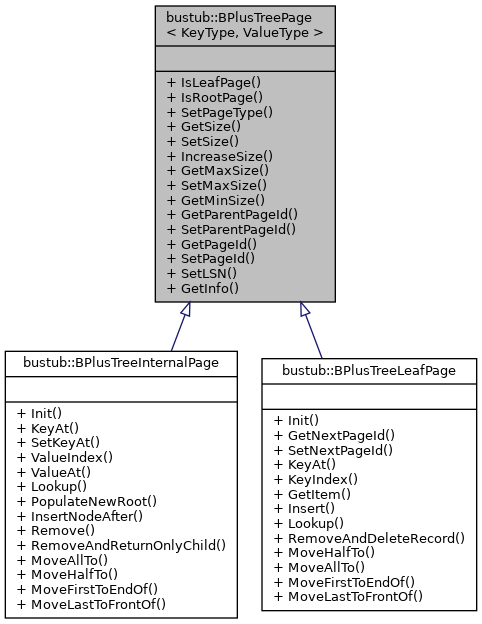 bustub::BPlusTreePage
< KeyType, ValueType >
+ IsLeafPage()
+ IsRootPage()
+ SetPageType()
+ GetSize()
+ SetSize()
+ IncreaseSize()
+ GetMaxSize()
+ SetMaxSize()
+ GetMinSize()
+ GetParentPageId()
+ SetParentPageId()
+ GetPageId()
+ SetPageId()
+ SetLSN()
+ GetInfo()
bustub::BPlusTreeInternalPage
+ Init()
+ KeyAt()
+ SetKeyAt()
+ ValueIndex()
+ ValueAt()
+ Lookup()
+ PopulateNewRoot()
+ InsertNodeAfter()
+ Remove()
+ RemoveAndReturnOnlyChild()
+ MoveAllTo()
+ MoveHalfTo()
+ MoveFirstToEndOf()
+ MoveLastToFrontOf()
bustub::BPlusTreeLeafPage
+ Init()
+ GetNextPageId()
+ SetNextPageId()
+ KeyAt()
+ KeyIndex()
+ GetItem()
+ Insert()
+ Lookup()
+ RemoveAndDeleteRecord()
+ MoveHalfTo()
+ MoveAllTo()
+ MoveFirstToEndOf()
+ MoveLastToFrontOf()